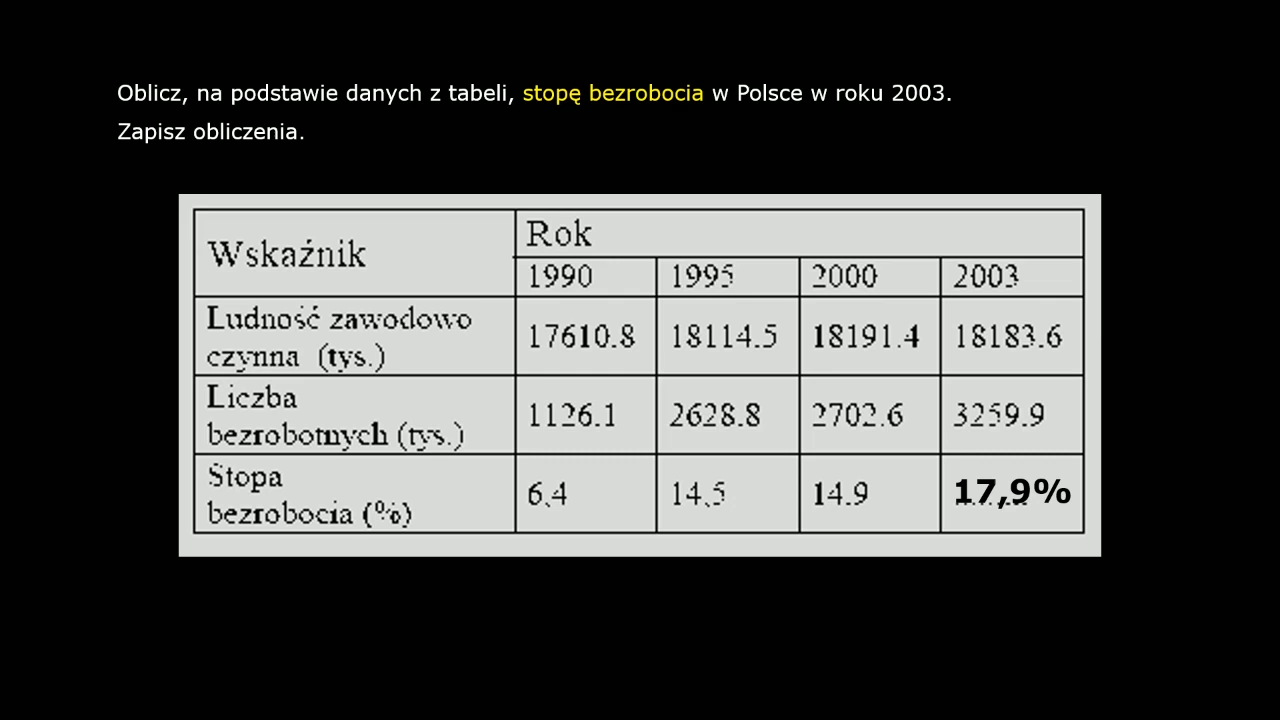 Oblicz, na podstawie danych z tabeli, stopę bezrobocia w Polsce w roku 2003.
Zapisz obliczenia.
Wskaźnik
Rok
1990 1995 2000 2003
Ludność zawodowo
czynna (tys.)
17610.8 18114.5 18191.4 18183.6
Liczba
bezrobotnych (tys.)
1126.1 2628.8 2702.6 3259.9
Stopa
bezrobocia (%)
6,4 14,5 14.9 17,9%